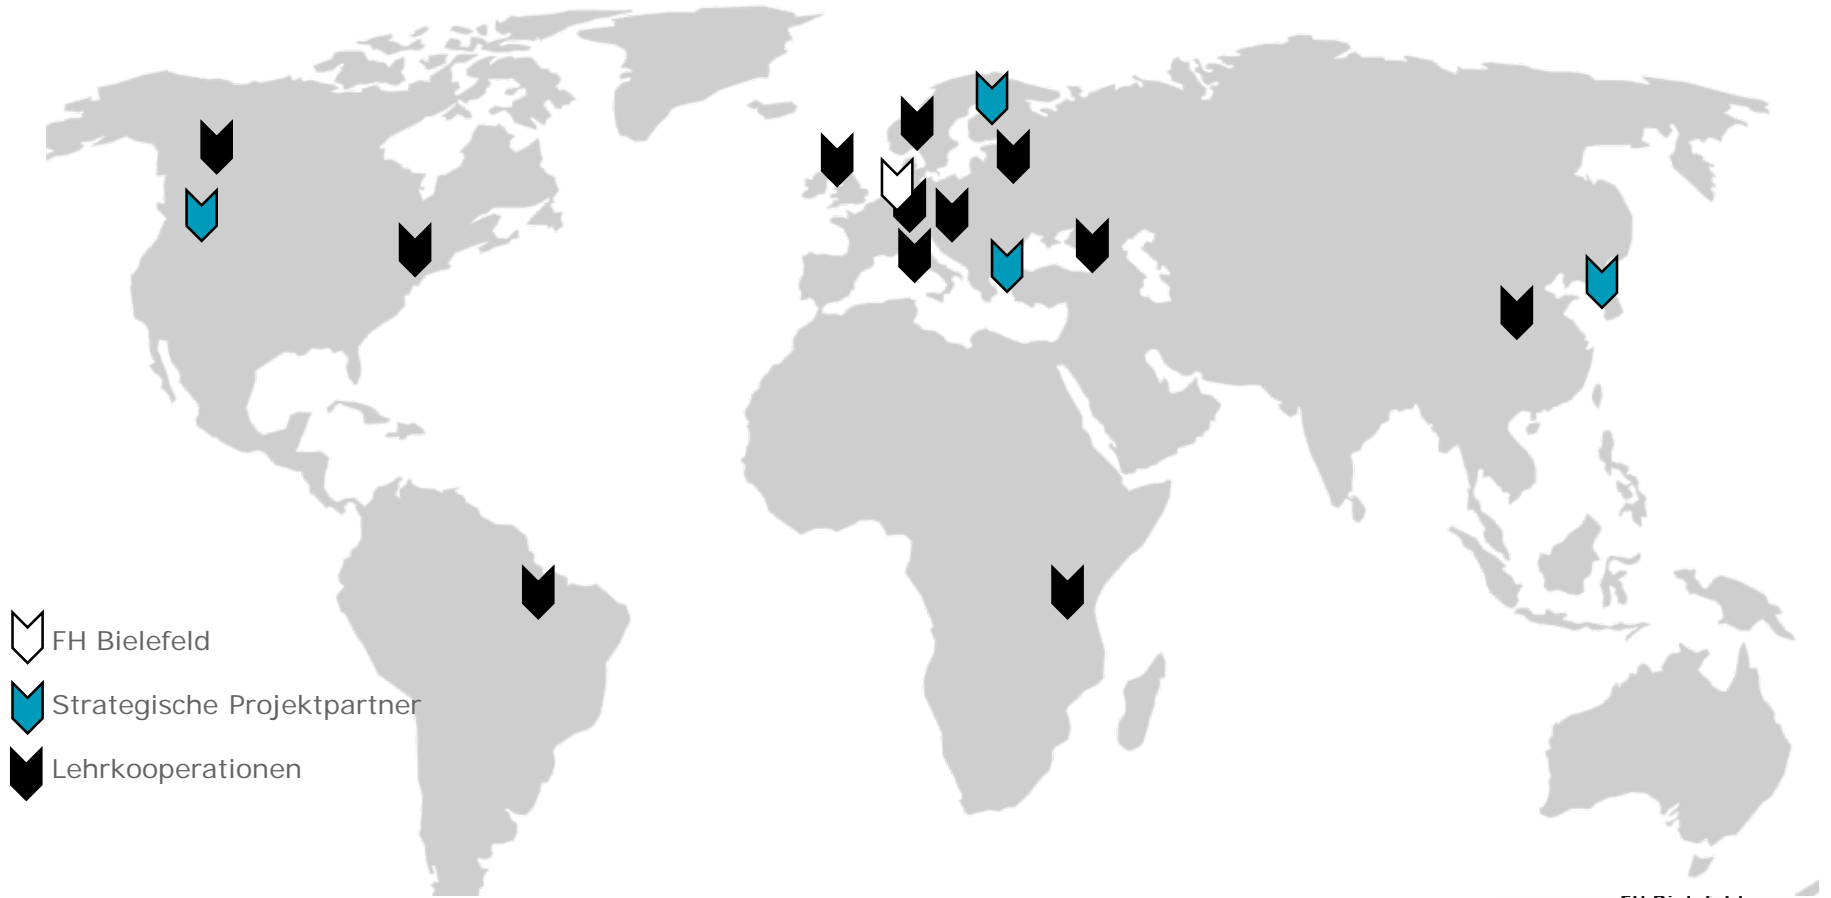 FH Bielefeld
Strategische Projektpartner
Lehrkooperationen